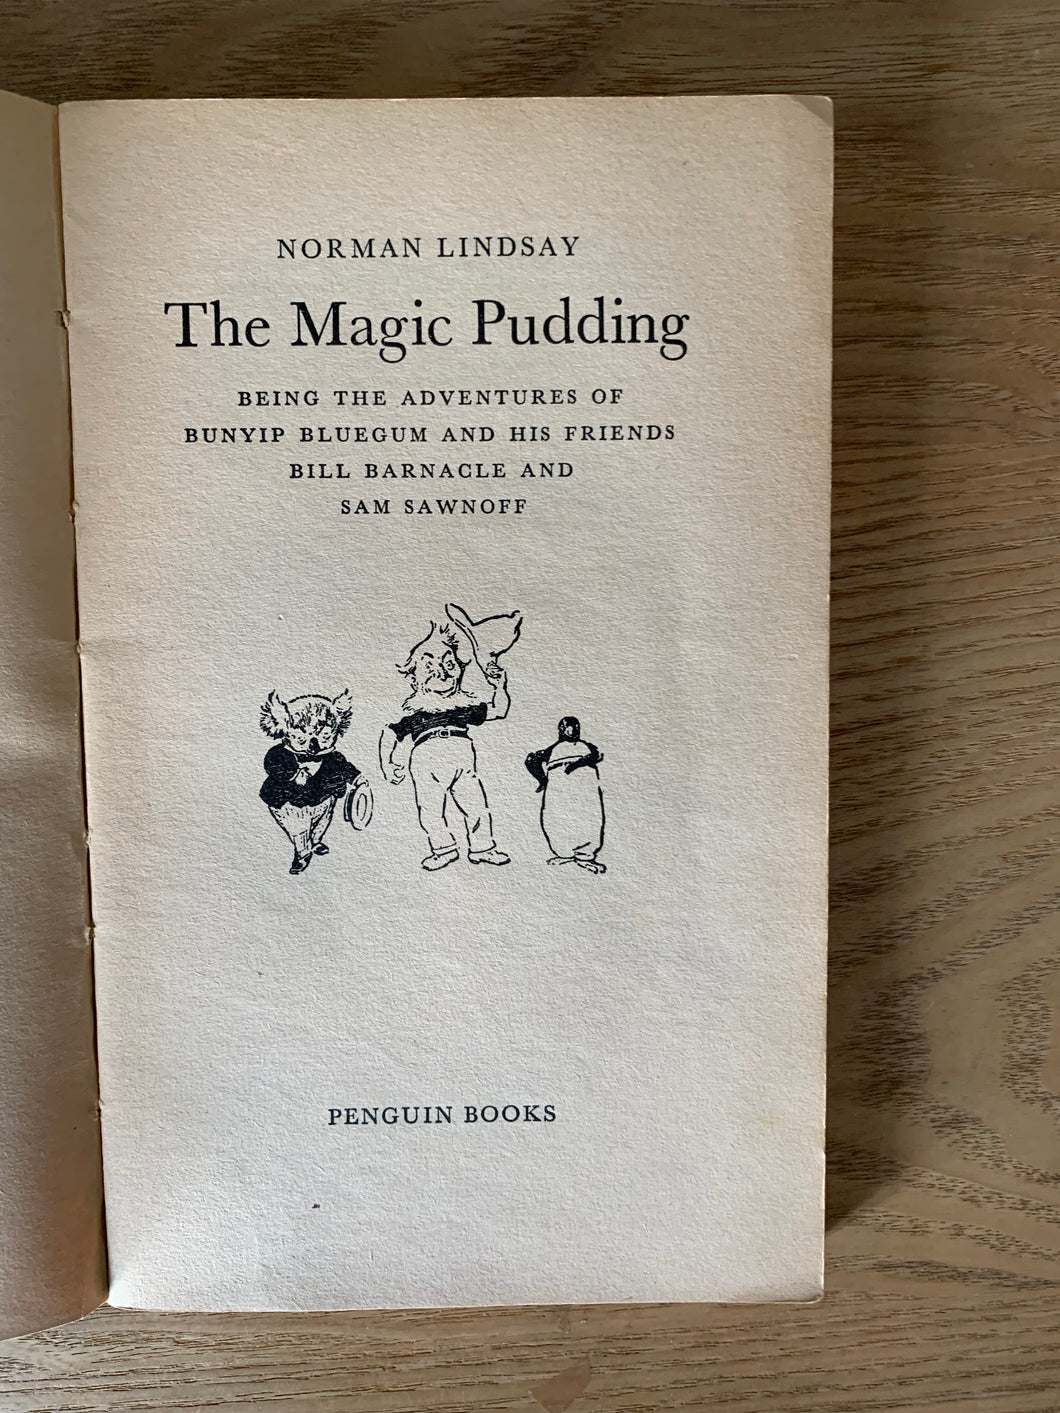 NORMAN LINDSAY
The Magic Pudding
BEING THE ADVENTURES OF
BUNYIP BLUEGUM AND HIS FRIENDS
BILL BARNACLE AND
SAM SAWNOFF
PENGUIN BOOKS